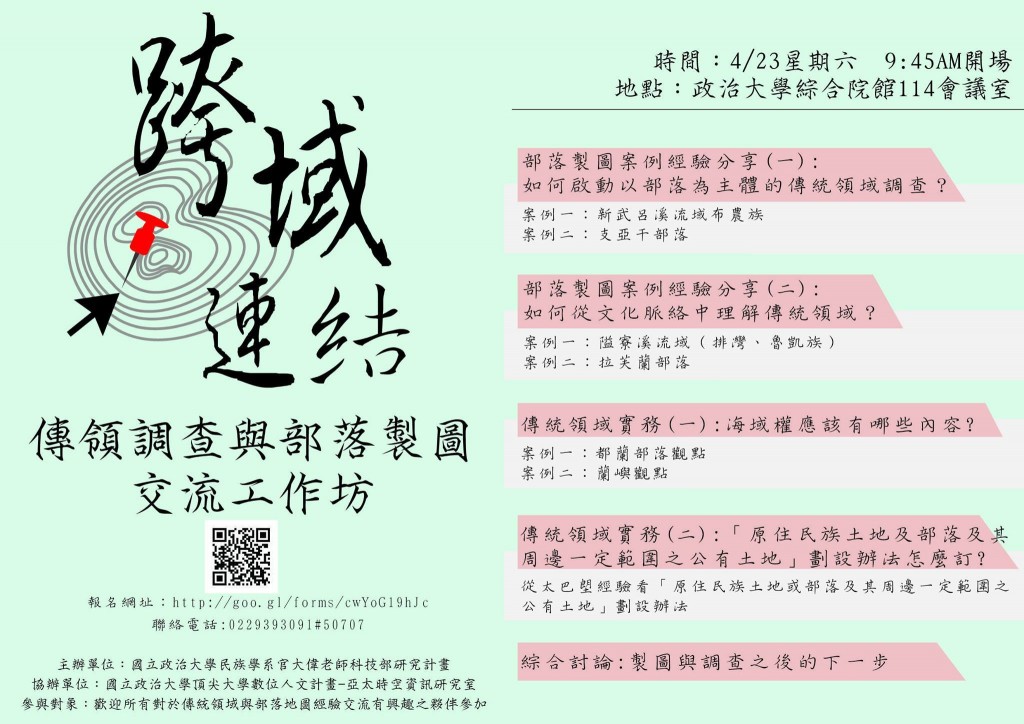 跨域
連結
傳領調查與部落製圖
交流工作坊
報名網址：http://goo.gl/forms/cwYoG19hJc
聯絡電話:0229393091#50707
主辦單位：國立政治大學民族學系官大偉老師科技部研究計畫
協辦單位：國立政治大學頂尖大學數位人文計畫-亞太時空資訊研究室
參與對象：歡迎所有對於傳統領域與部落地圖經驗交流有興趣之夥伴參加
時間：4/23星期六 9:45AM開場
地點：政治大學綜合院館114會議室
部落製圖案例經驗分享(一):
如何啟動以部落為主體的傳統領域調查？
案例一：新武呂溪流域布農族
案例二：支亞干部落
部落製圖案例經驗分享(二):
如何從文化脈絡中理解傳統領域？
案例一：隘寮溪流域（排灣、魯凱族）
案例二：拉芙蘭部落
傳統領域實務(一):海域權應該有哪些內容?
案例一：都蘭部落觀點
案例二：蘭嶼觀點
傳統領域實務(二):「原住民族土地及部落及其
周邊一定範圍之公有土地」劃設辦法怎麼訂?
從太巴塱經驗看「原住民族土地或部落及其周邊一定範圍之
公有土地」劃設辦法
綜合討論:製圖與調查之後的下一步